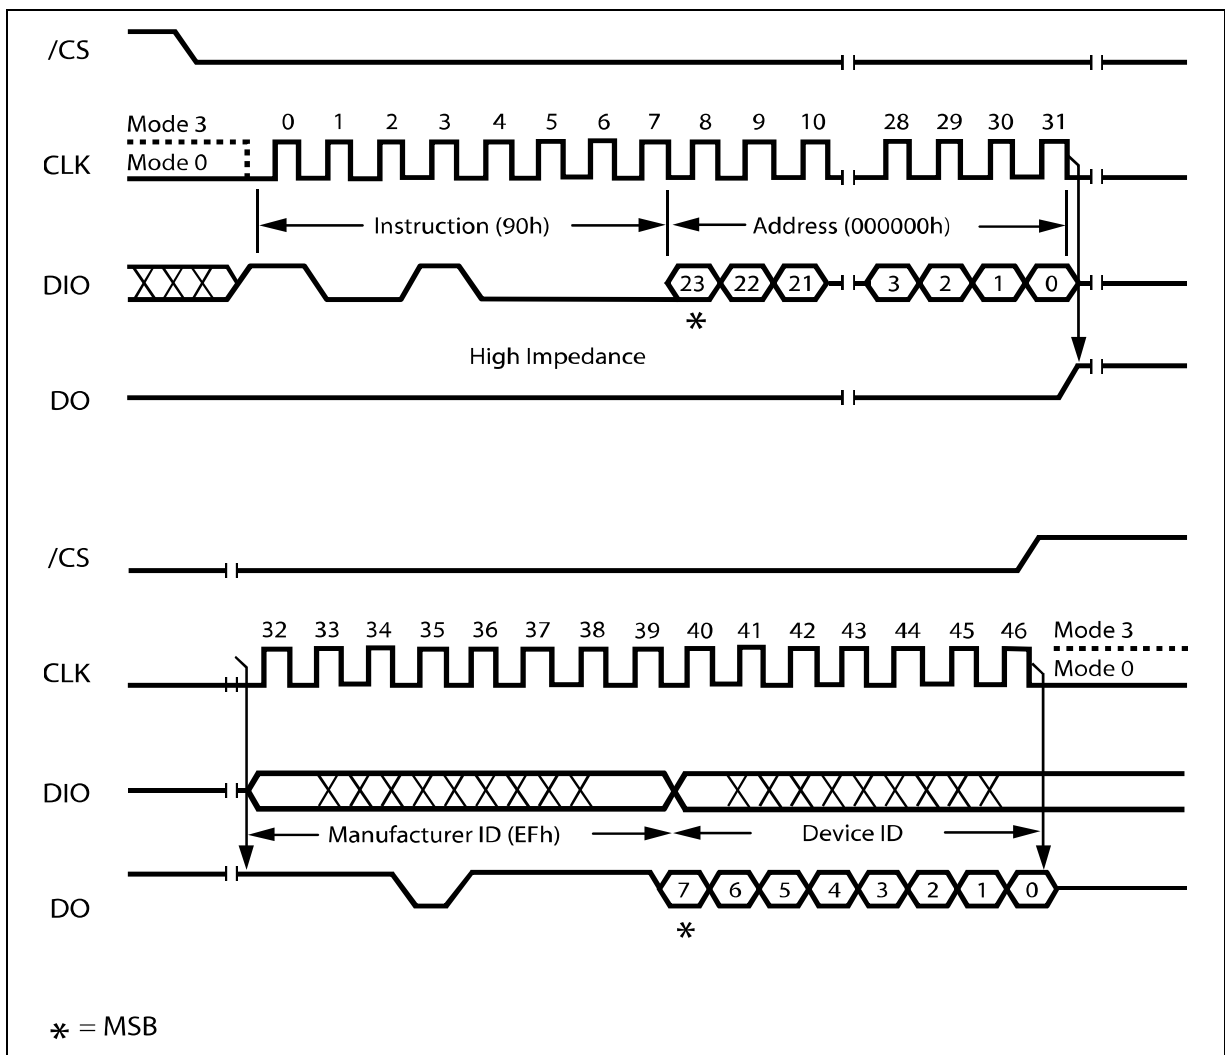 /CS
Mode 3
0 1 2 3 4 5 6 7 8 9 10 28 29 30 31
Mode 0
CLK
Instruction (90h) Address (000000h)
DIO
23 22 21 3 2 1 0
*
High Impedance
DO
/CS
32 33 34 35 36 37 38 39 40 41 42 43 44 45 46
Mode 3
CLK
Mode 0
DIO
Manufacturer ID (EFh) Device ID
DO
7 6 5 4 3 2 1 0
*
* = MSB